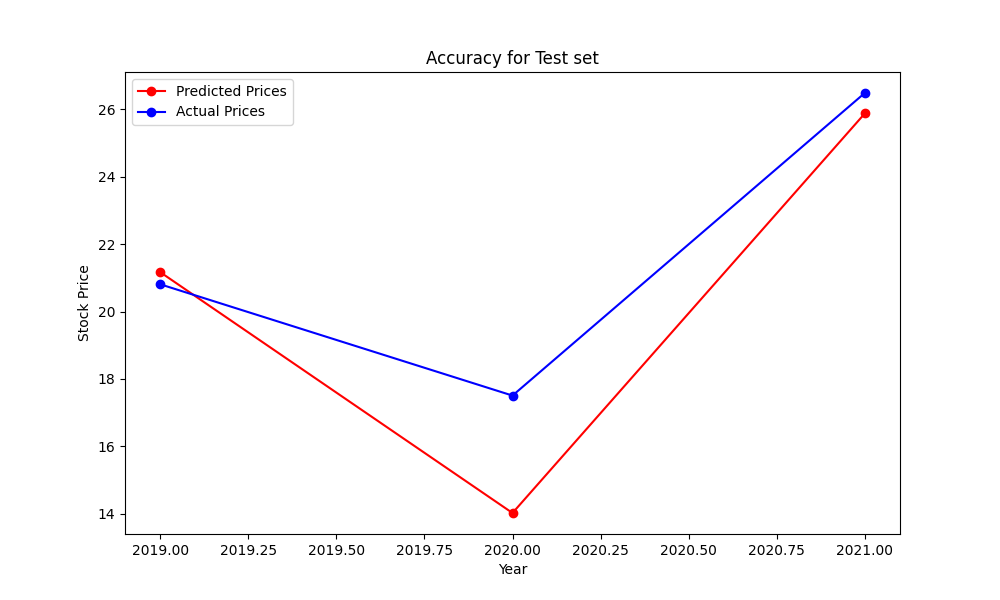 Accuracy for Test set
Predicted Prices
Actual Prices
26
24
22
20
18
16
14
Stock Price
2019.00 2019.25 2019.50 2019.75 2020.00 2020.25 2020.50 2020.75 2021.00
Year